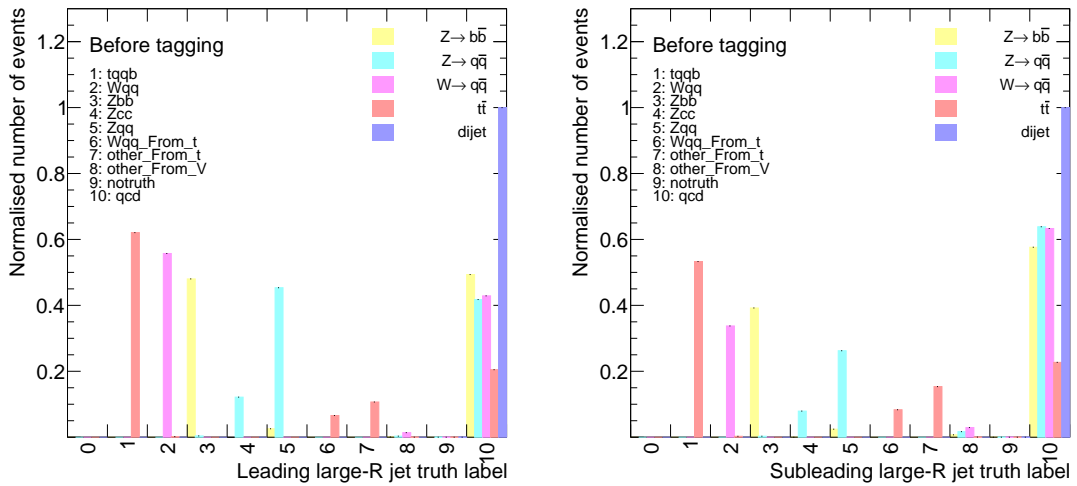 Normalised number of events
1.2
1
0.8
0.6
0.4
0.2
Before tagging
1: tqqb
2: Wqq
3: Zbb
4: Zcc
5: Zqq
6: Wqq_From_t
7: other_From_t
8: other_From_V
9: notruth
10: qcd
Z→ bb̄
Z→ qq̄
W→ qq̄
tt̄
dijet
0 1 2 3 4 5 6 7 8 9 10
Leading large-R jet truth label
Normalised number of events
1.2
1
0.8
0.6
0.4
0.2
Before tagging
1: tqqb
2: Wqq
3: Zbb
4: Zcc
5: Zqq
6: Wqq_From_t
7: other_From_t
8: other_From_V
9: notruth
10: qcd
Z→ bb̄
Z→ qq̄
W→ qq̄
tt̄
dijet
0 1 2 3 4 5 6 7 8 9 10
Subleading large-R jet truth label